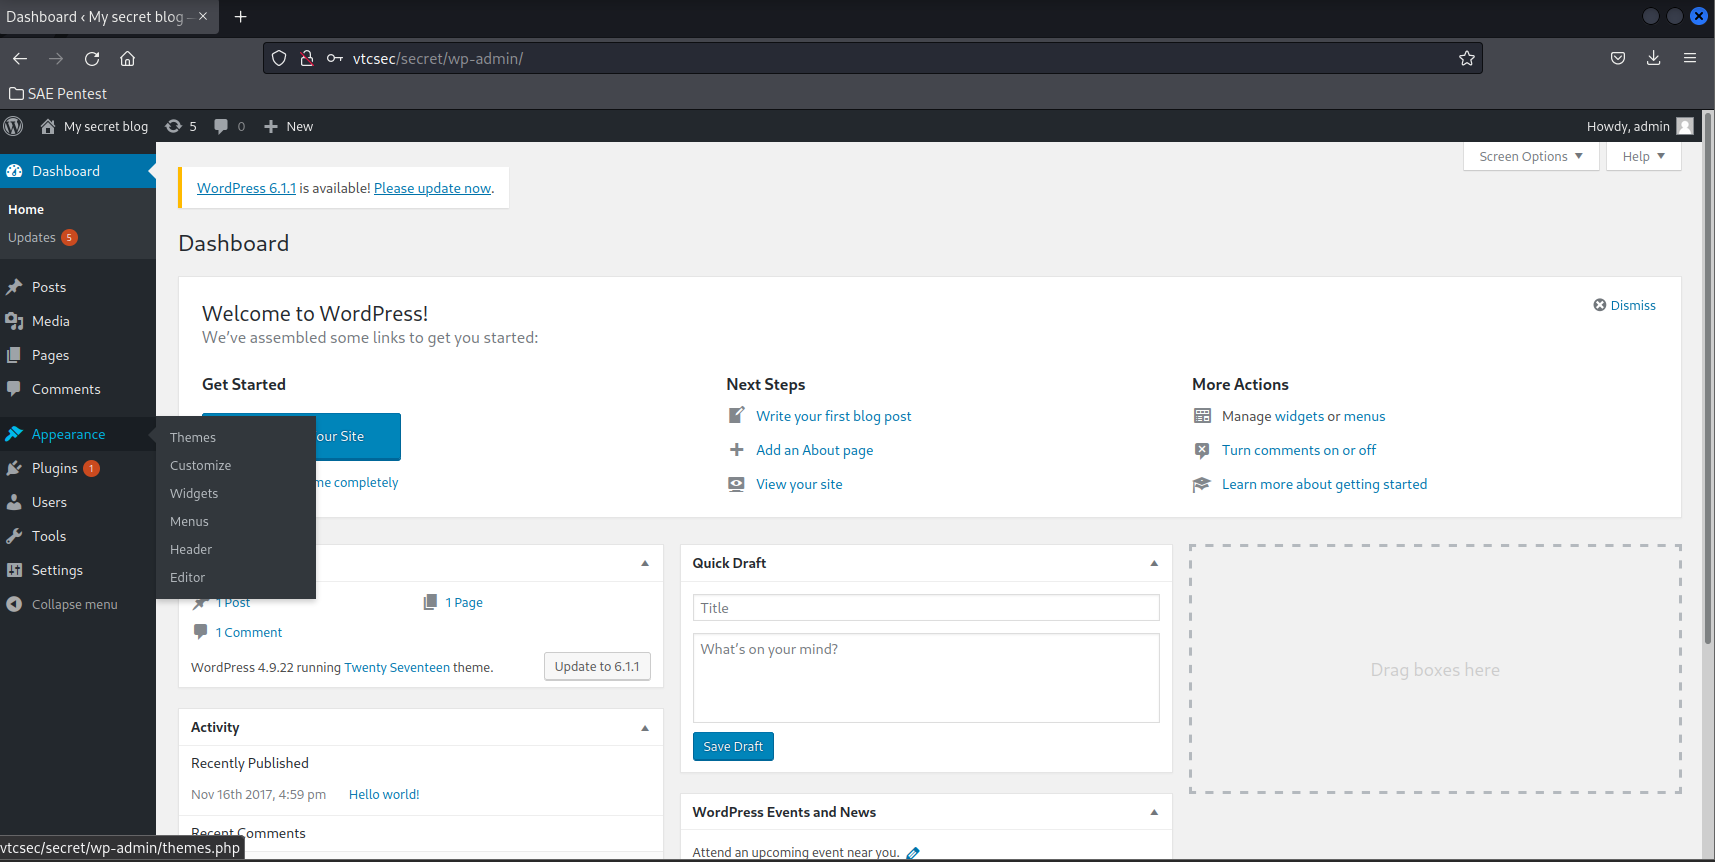 Dashboard ‹ My secret blog –
vtcsec/secret/wp-admin/
SAE Pentest
My secret blog 5 0 New
Howdy, admin
Dashboard
Home
Updates 5
Posts
Media
Pages
Comments
Appearance
Plugins 1
Users
Tools
Settings
Collapse menu
Themes
Customize
Widgets
Menus
Header
Editor
Screen Options
Help
WordPress 6.1.1 is available! Please update now.
Dashboard
Welcome to WordPress!
We’ve assembled some links to get you started:
Dismiss
Get Started
our Site
me completely
Next Steps
Write your first blog post
Add an About page
View your site
More Actions
Manage widgets or menus
Turn comments on or off
Learn more about getting started
1 Post
1 Page
1 Comment
WordPress 4.9.22 running Twenty Seventeen theme.
Update to 6.1.1
Activity
Recently Published
Nov 16th 2017, 4:59 pm Hello world!
Recent Comments
Quick Draft
Title
What’s on your mind?
Save Draft
WordPress Events and News
Attend an upcoming event near you.
Drag boxes here
vtcsec/secret/wp-admin/themes.php